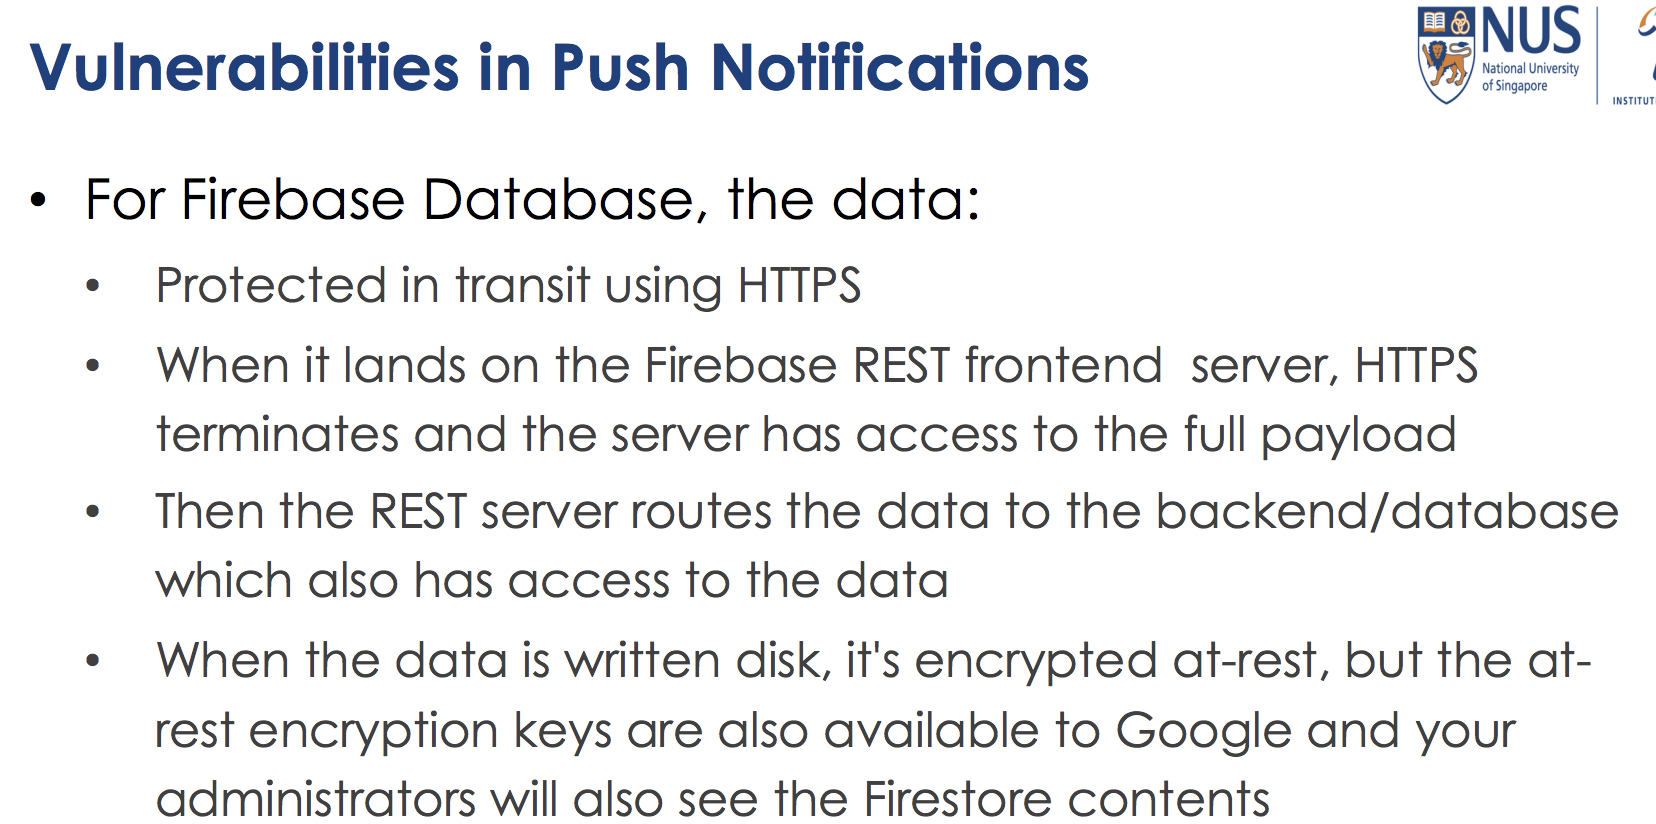 Vulnerabilities in Push Notifications
NUS
National University
of Singapore
INSTITUT
• For Firebase Database, the data:
• Protected in transit using HTTPS
• When it lands on the Firebase REST frontend  server, HTTPS
terminates and the server has access to the full payload
• Then the REST server routes the data to the backend/database
which also has access to the data
• When the data is written disk, it's encrypted at-rest, but the at-
rest encryption keys are also available to Google and your
administrators will also see the Firestore contents